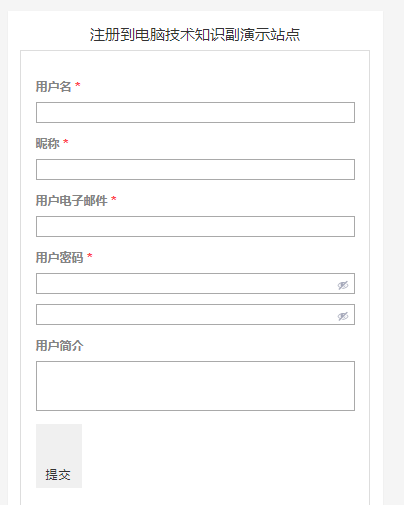 注册到电脑技术知识副演示站点
用户名 *
昵称 *
用户电子邮件 *
用户密码 *
用户简介
提交